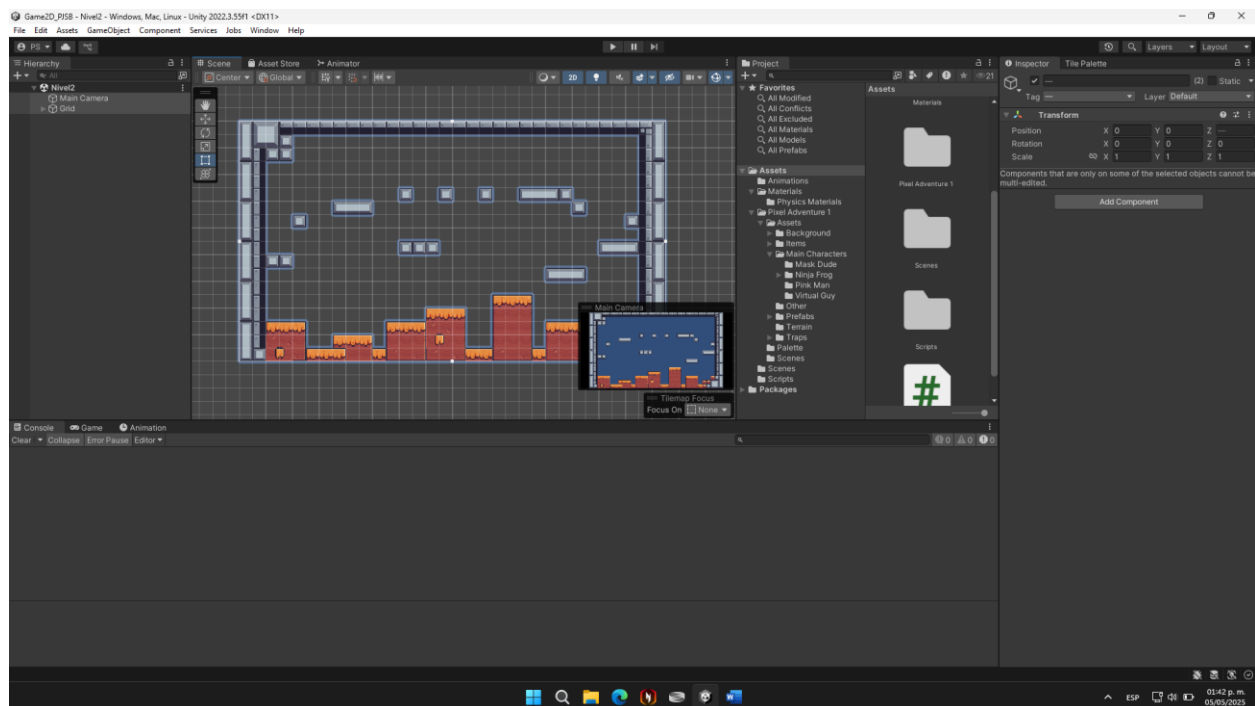 Game2D_PJSB - Nivel2 - Windows, Mac, Linux - Unity 2022.3.55f1 <DX11>
File Edit Assets GameObject Component Services Jobs Window Help
PS
Layers Layout
Hierarchy
All
Nivel2
Main Camera
Grid
Scene Asset Store Animator
Center Global 2D
Main Camera
Tilemap Focus
Focus On None
Project
21
Favorites
All Modified
All Conflicts
All Excluded
All Materials
All Models
All Prefabs
Assets
Animations
Materials
Physics Materials
Pixel Adventure 1
Assets
Background
Items
Main Characters
Mask Dude
Ninja Frog
Pink Man
Virtual Guy
Other
Prefabs
Terrain
Traps
Palette
Scenes
Scenes
Scripts
Packages
Assets
Materials
Pixel Adventure 1
Scenes
Scripts
#
Inspector Tile Palette
— (2) Static
Tag — Layer Default
Transform
Position X 0 Y 0 Z —
Rotation X 0 Y 0 Z 0
Scale X 1 Y 1 Z 1
Components that are only on some of the selected objects cannot be
multi-edited.
Add Component
Console Game Animation
Clear Collapse Error Pause Editor 0 0 0
ESP 01:42 p. m.
05/05/2025